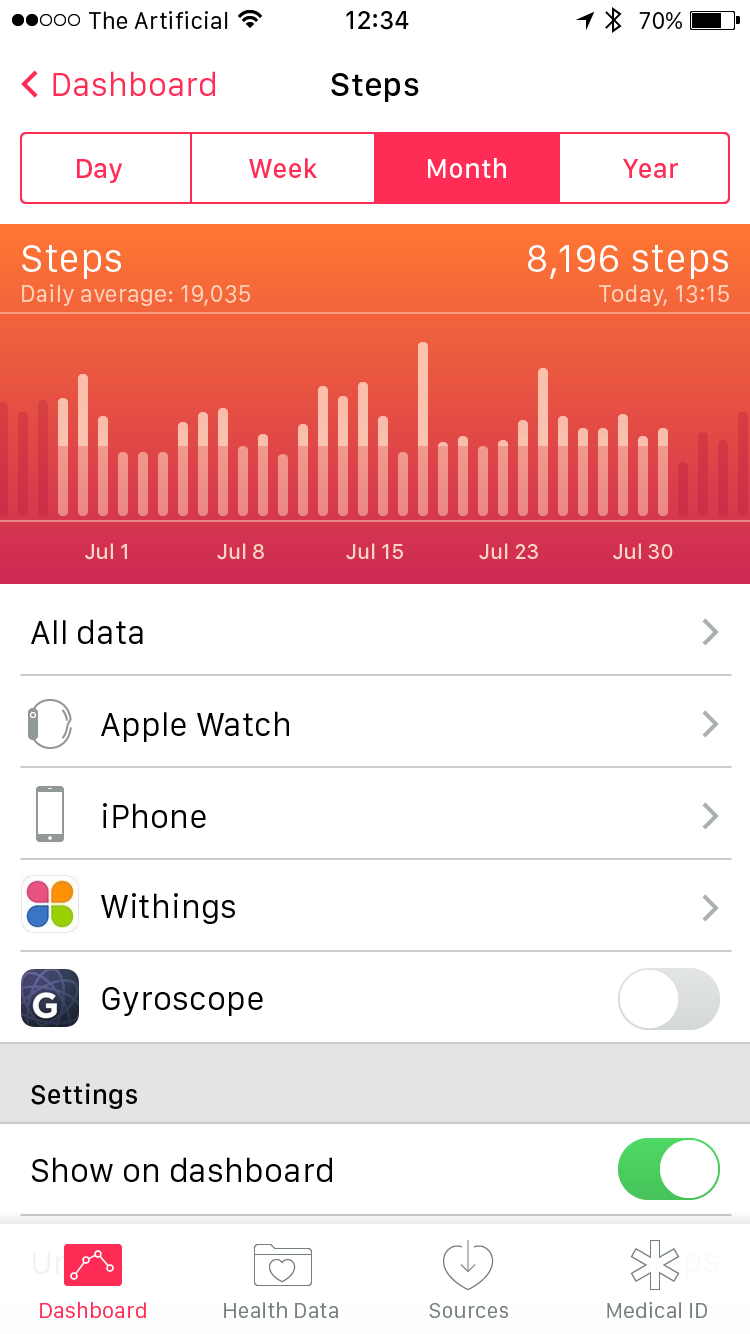 The Artificial 12:34 70%
Dashboard Steps
Day Week Month Year
Steps 8,196 steps
Daily average: 19,035 Today, 13:15
Jul 1 Jul 8 Jul 15 Jul 23 Jul 30
All data
Apple Watch
iPhone
Withings
G Gyroscope
Settings
Show on dashboard
Dashboard Health Data Sources Medical ID